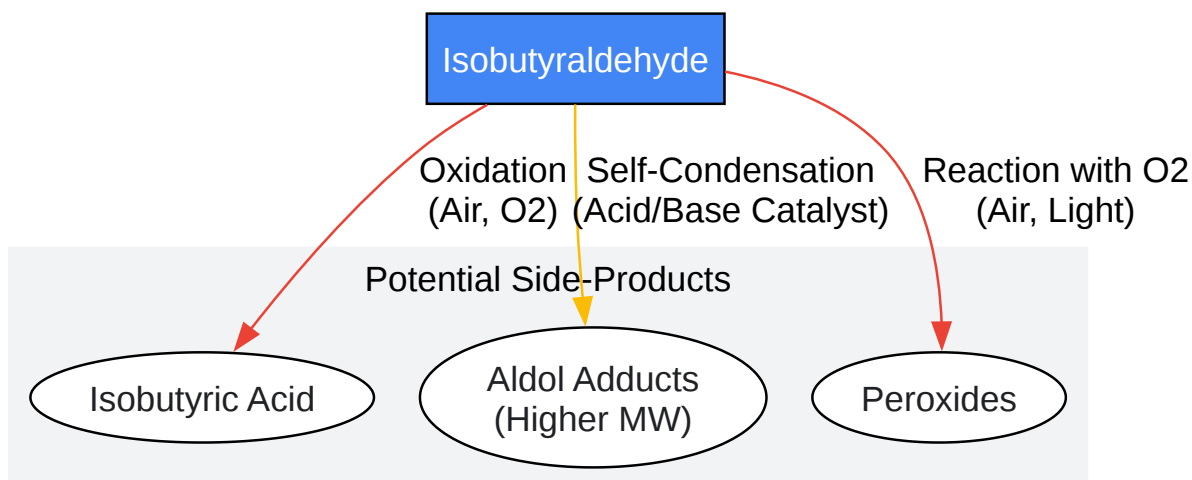 Isobutyraldehyde
Oxidation
(Air, O2)
Self-Condensation
(Acid/Base Catalyst)
Reaction with O2
(Air, Light)
Potential Side-Products
Isobutyric Acid
Aldol Adducts
(Higher MW)
Peroxides